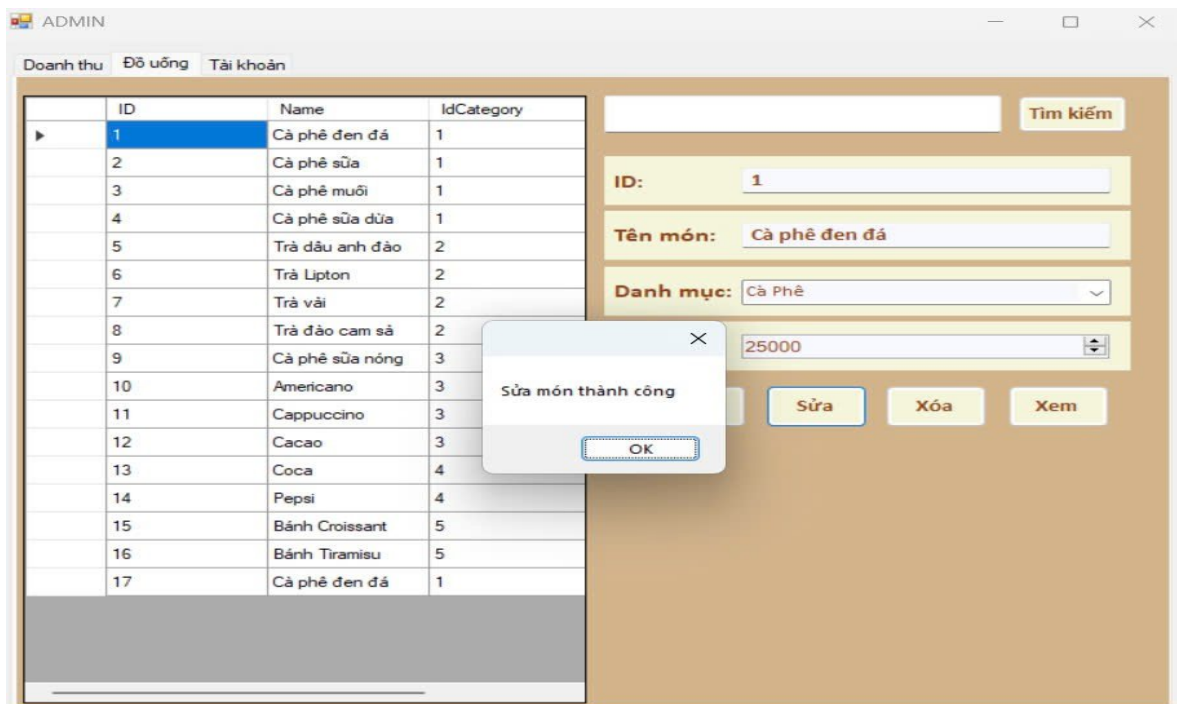 ADMIN
Doanh thu Đồ uống Tài khoản
ID Name IdCategory
1 Cà phê đen đá 1
2 Cà phê sữa 1
3 Cà phê muối 1
4 Cà phê sữa dừa 1
5 Trà dâu anh đào 2
6 Trà Lipton 2
7 Trà vải 2
8 Trà đào cam sả 2
9 Cà phê sữa nóng 3
10 Americano 3
11 Cappuccino 3
12 Cacao 3
13 Coca 4
14 Pepsi 4
15 Bánh Croissant 5
16 Bánh Tiramisu 5
17 Cà phê đen đá 1
Tìm kiếm
ID: 1
Tên món: Cà phê đen đá
Danh mục: Cà Phê
25000
Sửa Xóa Xem
Sửa món thành công
OK